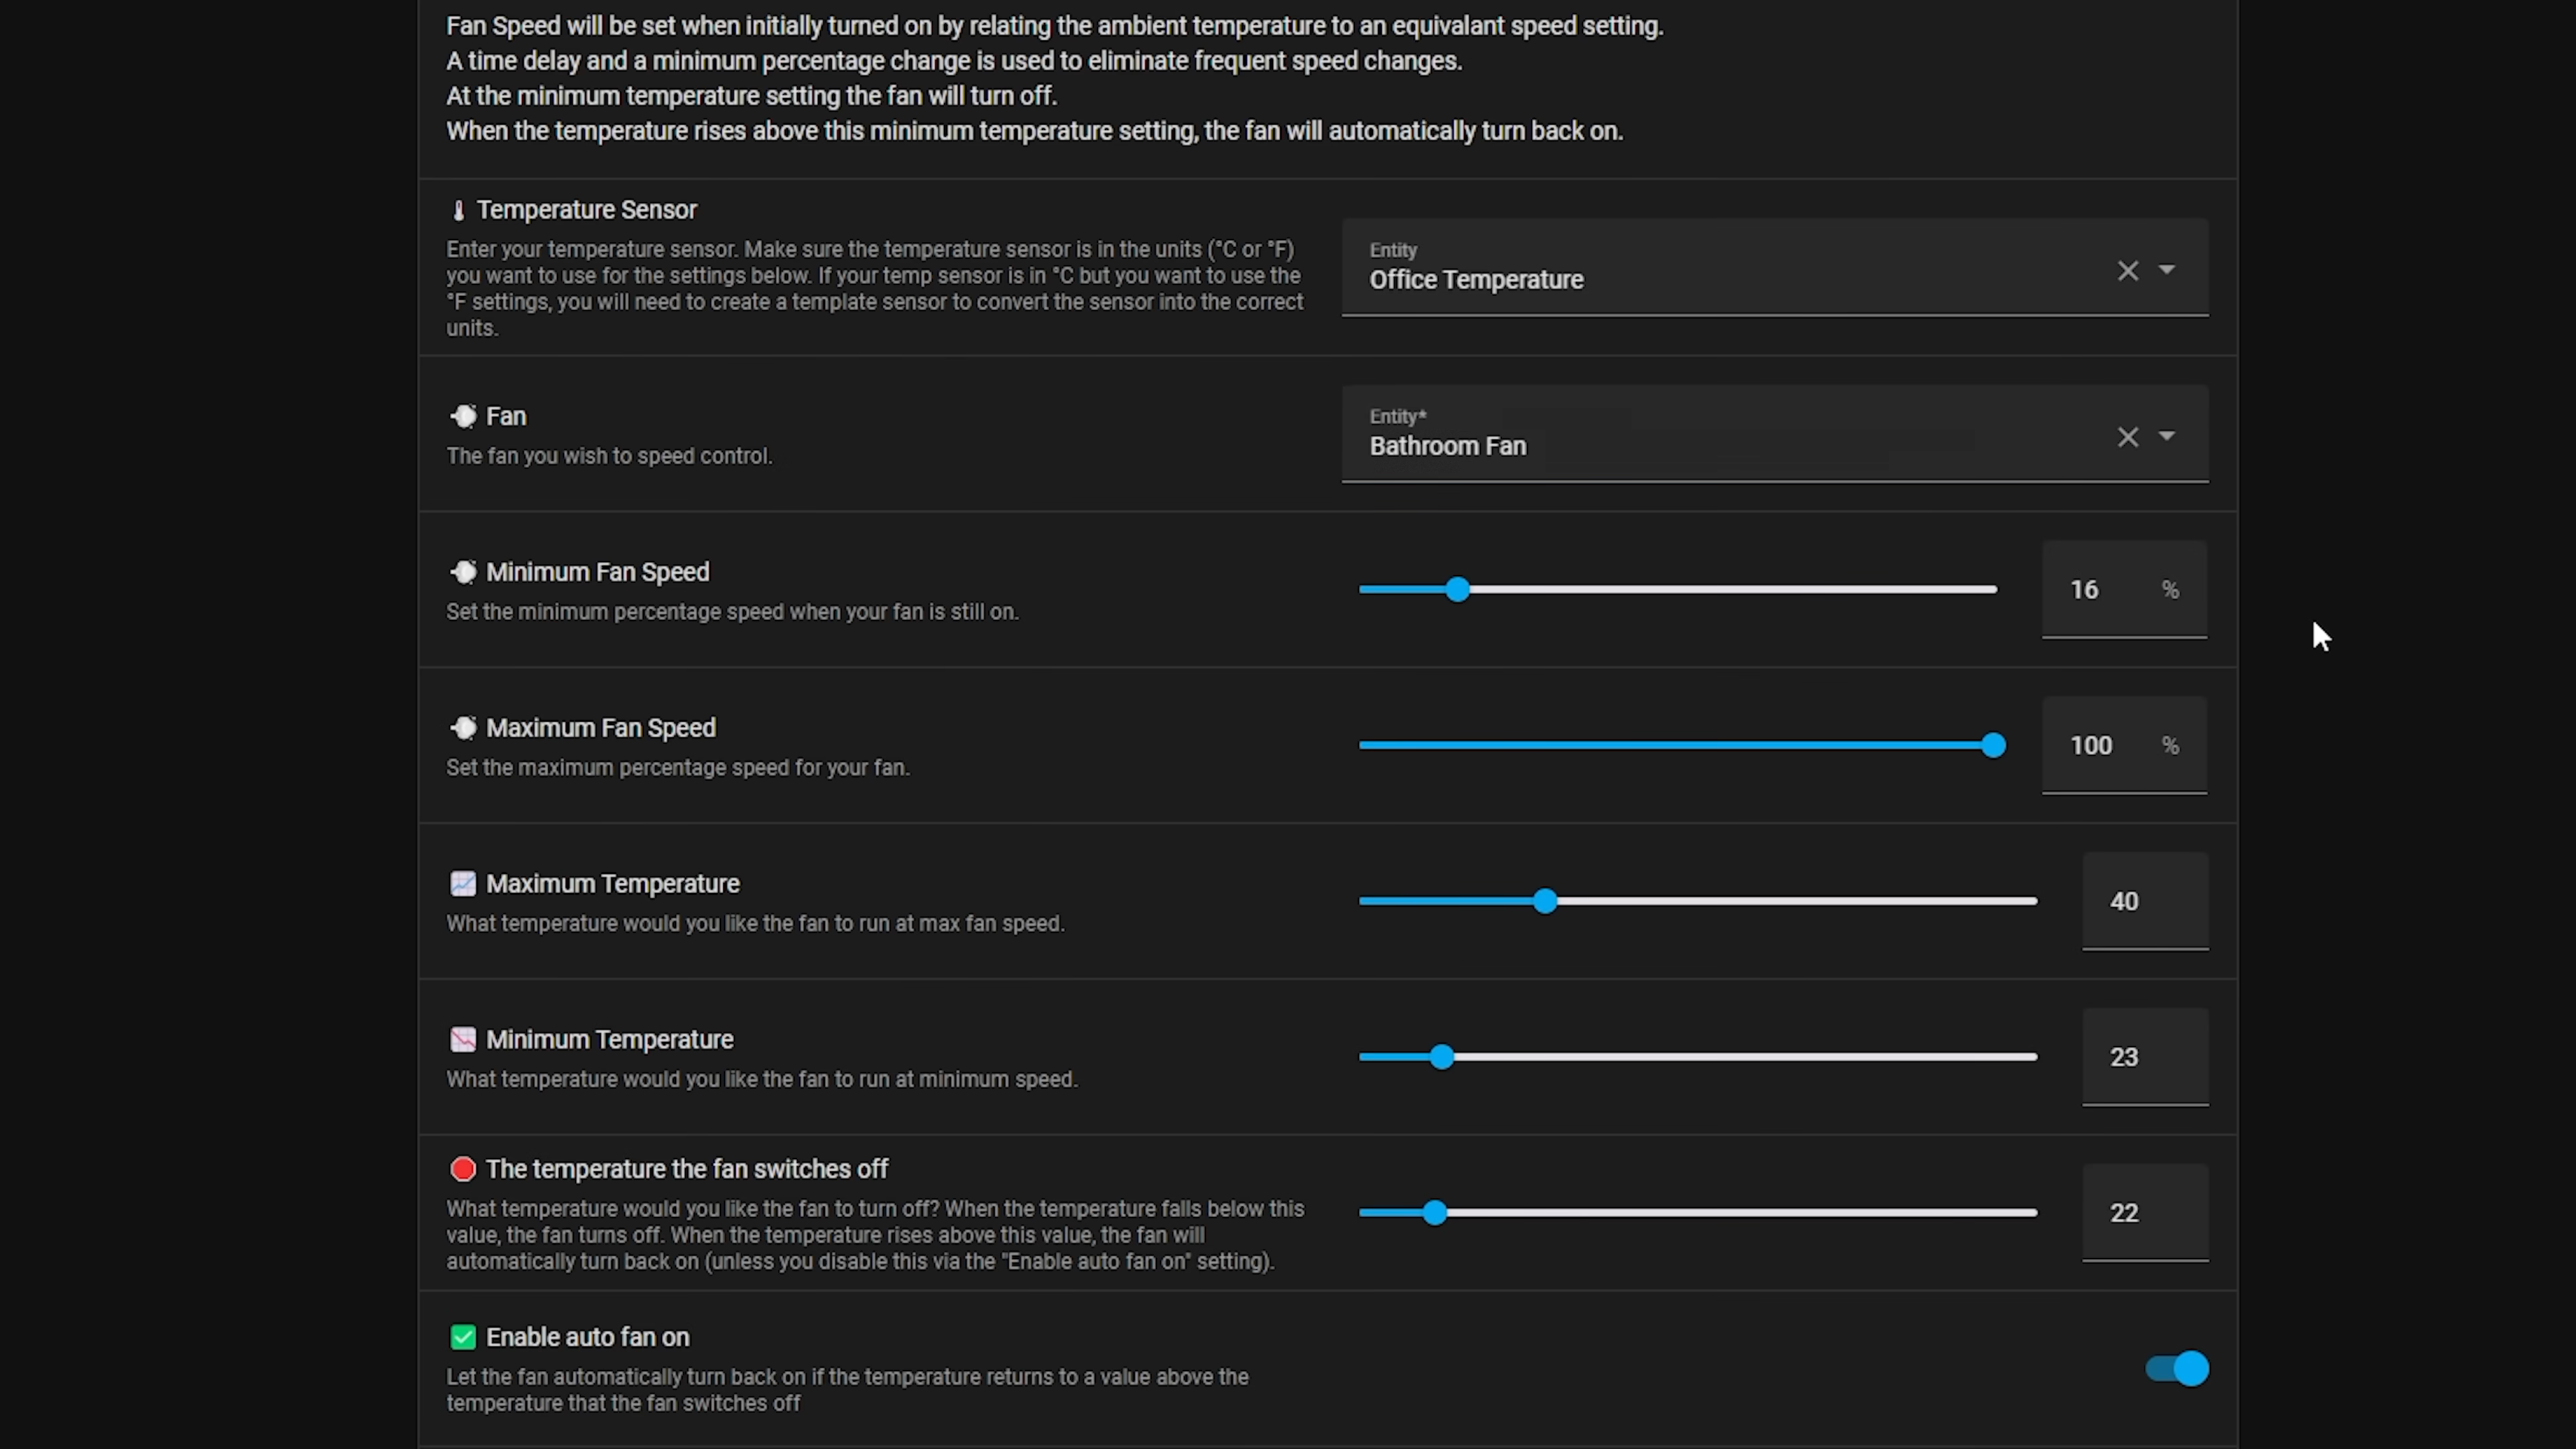 Fan Speed will be set when initially turned on by relating the ambient temperature to an equivalant speed setting.
A time delay and a minimum percentage change is used to eliminate frequent speed changes.
At the minimum temperature setting the fan will turn off.
When the temperature rises above this minimum temperature setting, the fan will automatically turn back on.
Temperature Sensor
Enter your temperature sensor. Make sure the temperature sensor is in the units (°C or °F)
you want to use for the settings below. If your temp sensor is in °C but you want to use the
°F settings, you will need to create a template sensor to convert the sensor into the correct
units.
Entity
Office Temperature
Fan
The fan you wish to speed control.
Entity*
Bathroom Fan
Minimum Fan Speed
Set the minimum percentage speed when your fan is still on.
16 %
Maximum Fan Speed
Set the maximum percentage speed for your fan.
100 %
Maximum Temperature
What temperature would you like the fan to run at max fan speed.
40
Minimum Temperature
What temperature would you like the fan to run at minimum speed.
23
The temperature the fan switches off
What temperature would you like the fan to turn off? When the temperature falls below this
value, the fan turns off. When the temperature rises above this value, the fan will
automatically turn back on (unless you disable this via the "Enable auto fan on" setting).
22
Enable auto fan on
Let the fan automatically turn back on if the temperature returns to a value above the
temperature that the fan switches off